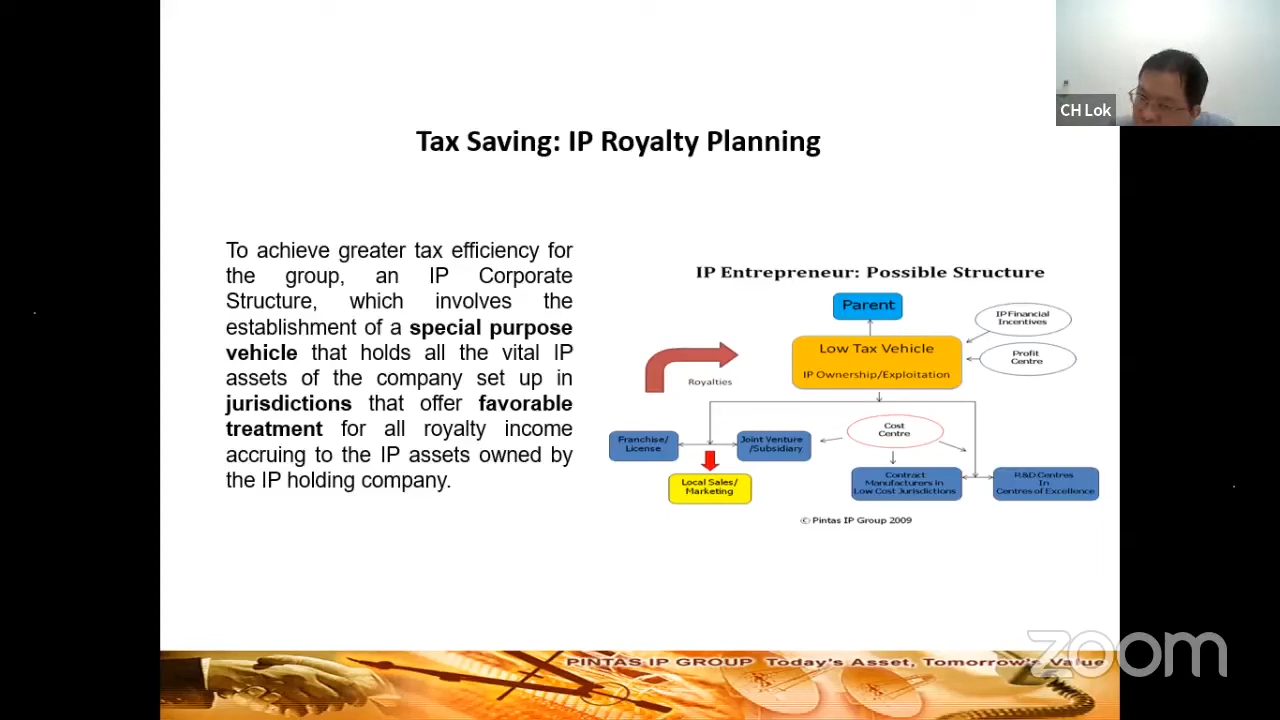 CH Lok
Tax Saving: IP Royalty Planning
To achieve greater tax efficiency for
the group, an IP Corporate
Structure, which involves the
establishment of a special purpose
vehicle that holds all the vital IP
assets of the company set up in
jurisdictions that offer favorable
treatment for all royalty income
accruing to the IP assets owned by
the IP holding company.
IP Entrepreneur: Possible Structure
Parent
IP Financial
Incentives
Low Tax Vehicle
IP Ownership/Exploitation
Profit
Centre
Royalties
Cost
Centre
Franchise/
License
Joint Venture
/Subsidiary
Local Sales/
Marketing
Contract
Manufacturers in
Low Cost Jurisdictions
R&D Centres
In
Centres of Excellence
© Pintas IP Group 2009
PINTAS IP GROUP Today's Asset, Tomorrow's Value
zoom